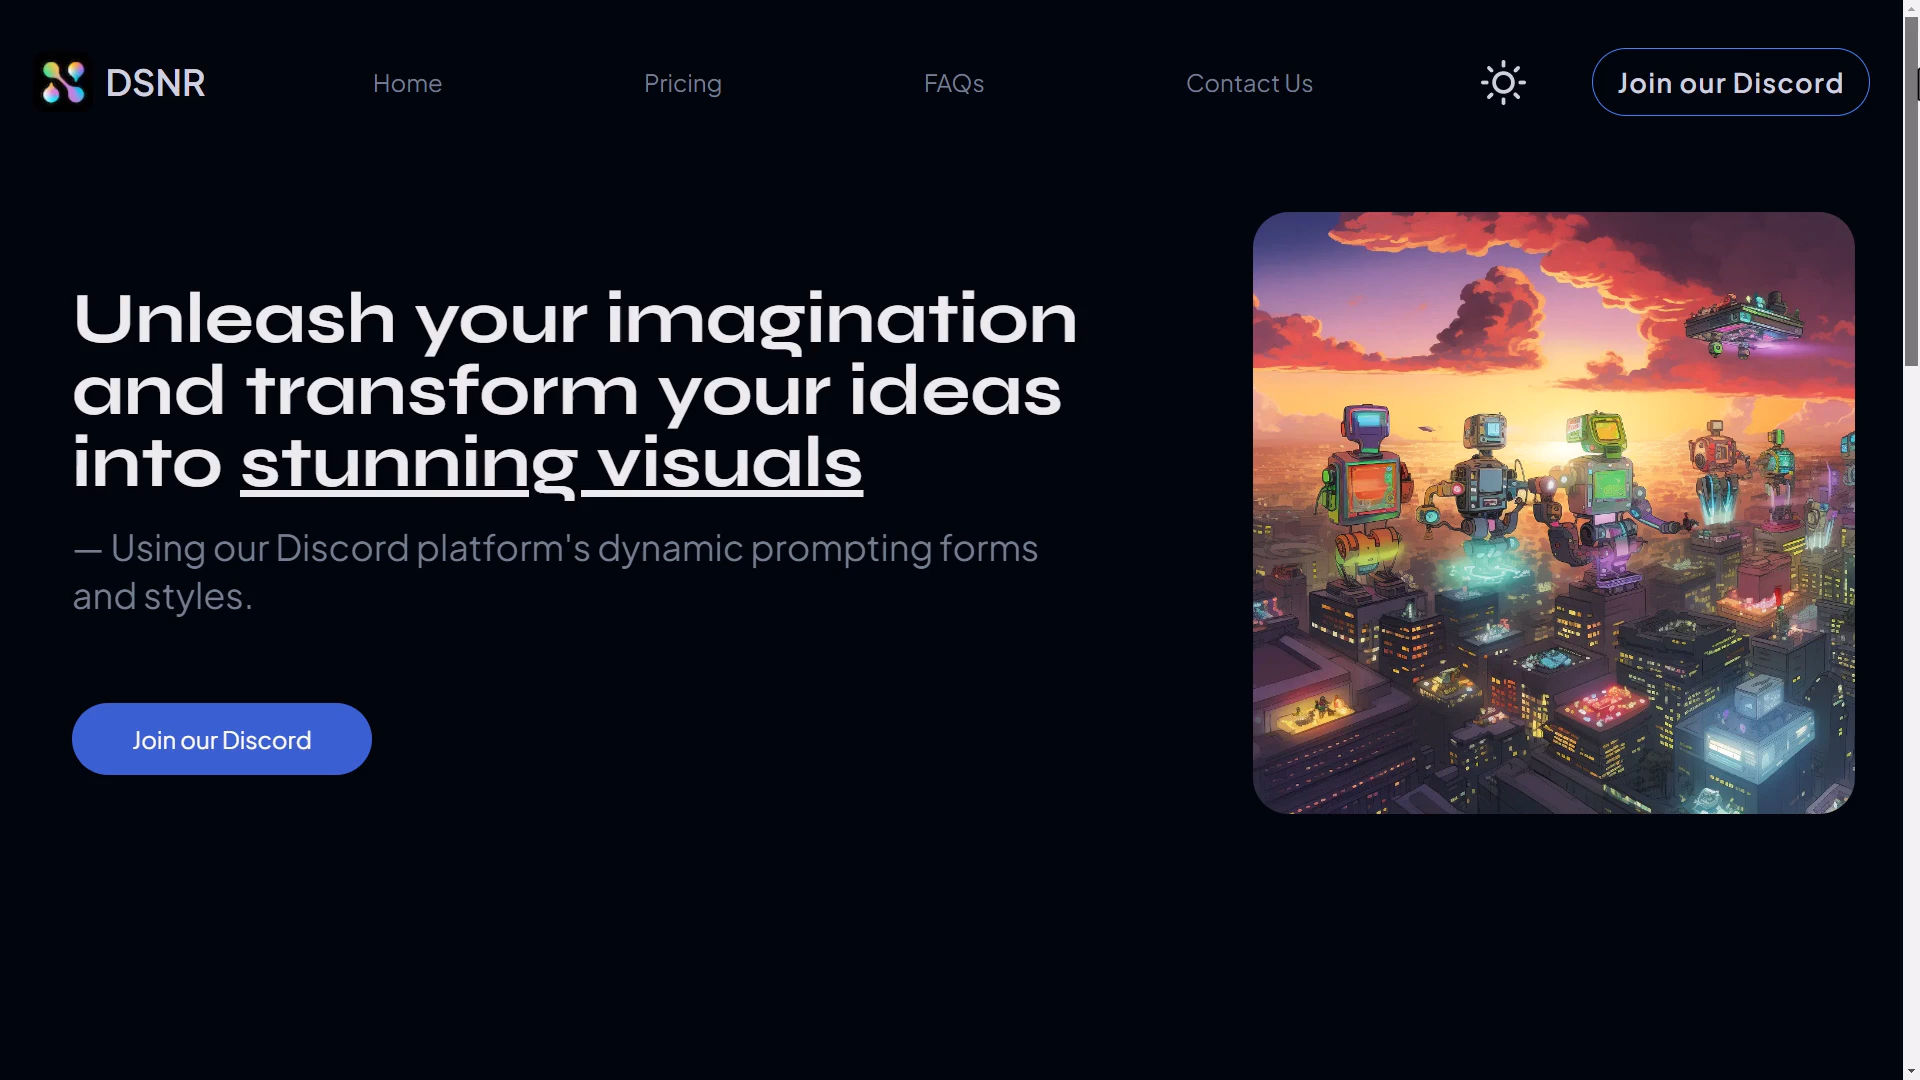 DSNR
Home
Pricing
FAQs
Contact Us
Join our Discord
Unleash your imagination
and transform your ideas
into stunning visuals
— Using our Discord platform's dynamic prompting forms
and styles.
Join our Discord